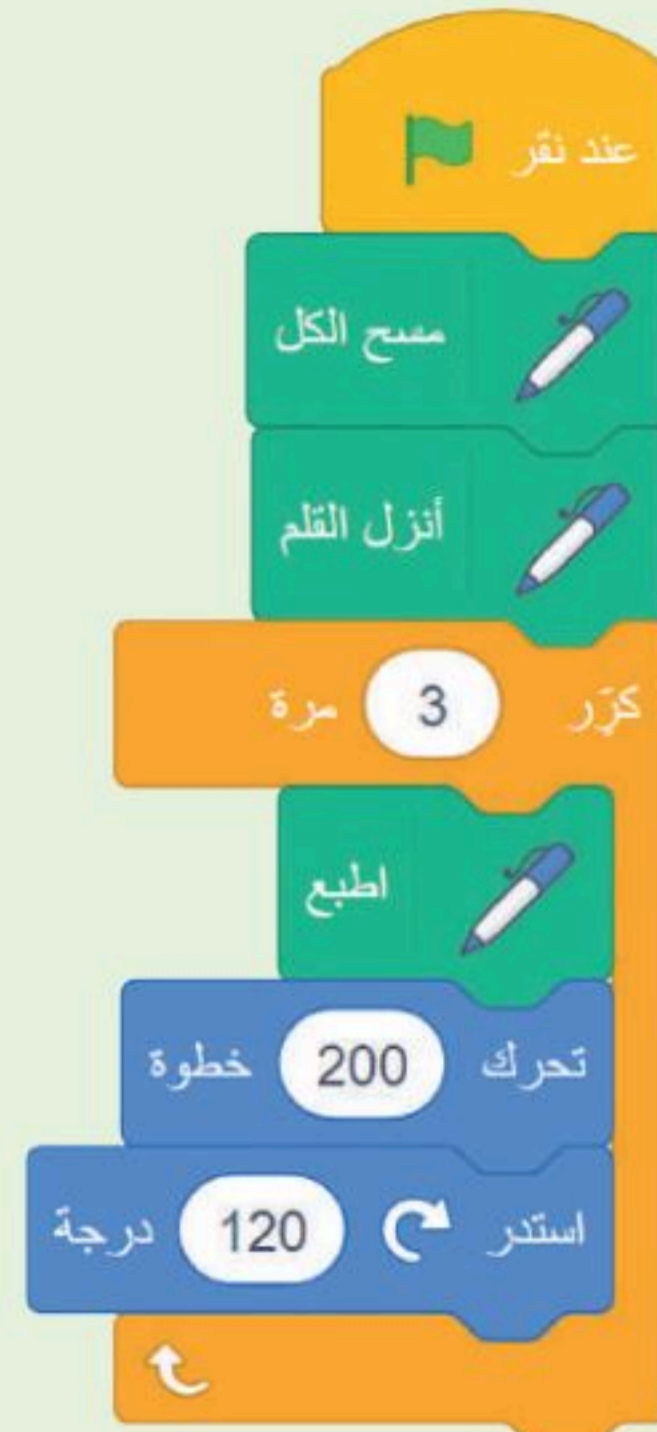 عند نقر
مسح الكل
أنزل القلم
كرّر 3 مرة
اطبع
تحرك 200 خطوة
استدر 120 درجة